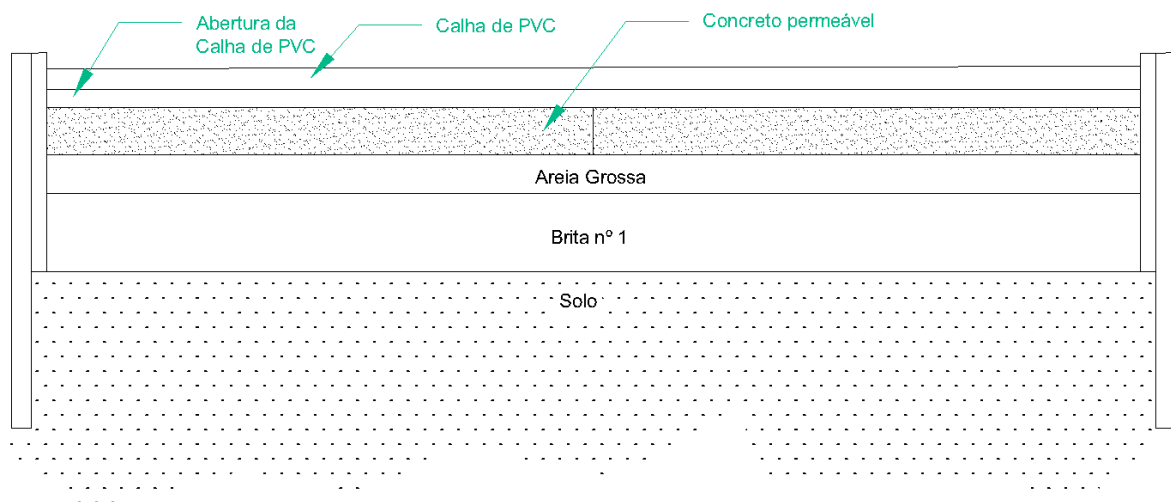 Abertura da
Calha de PVC
Calha de PVC
Concreto permeável
Areia Grossa
Brita nº 1
Solo